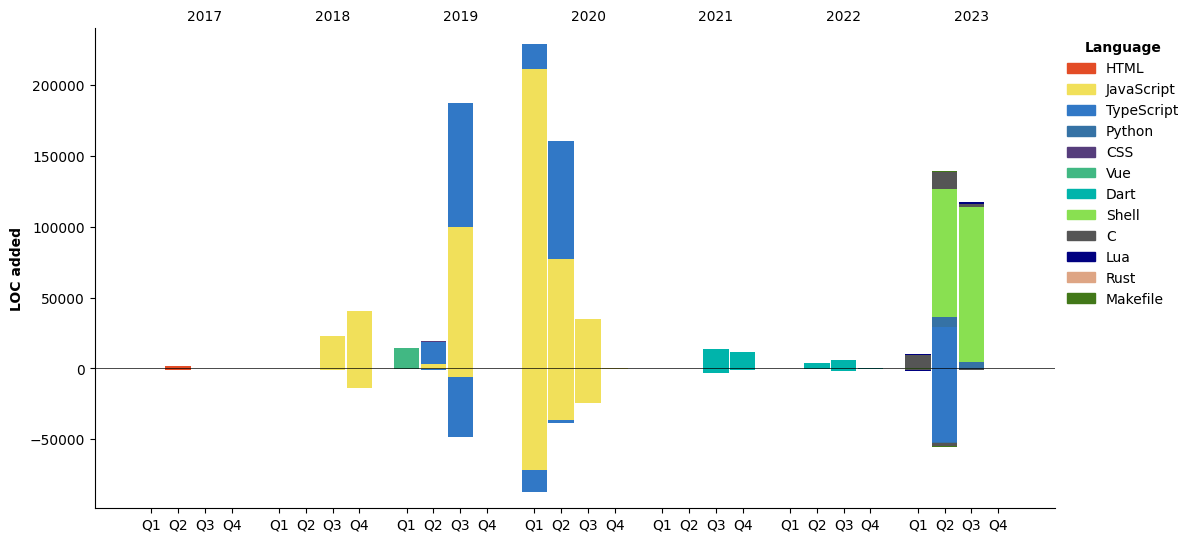 2017 2018 2019 2020 2021 2022 2023
LOC added
200000
150000
100000
50000
0
−50000
Q1 Q2 Q3 Q4 Q1 Q2 Q3 Q4 Q1 Q2 Q3 Q4 Q1 Q2 Q3 Q4 Q1 Q2 Q3 Q4 Q1 Q2 Q3 Q4 Q1 Q2 Q3 Q4
Language
HTML
JavaScript
TypeScript
Python
CSS
Vue
Dart
Shell
C
Lua
Rust
Makefile